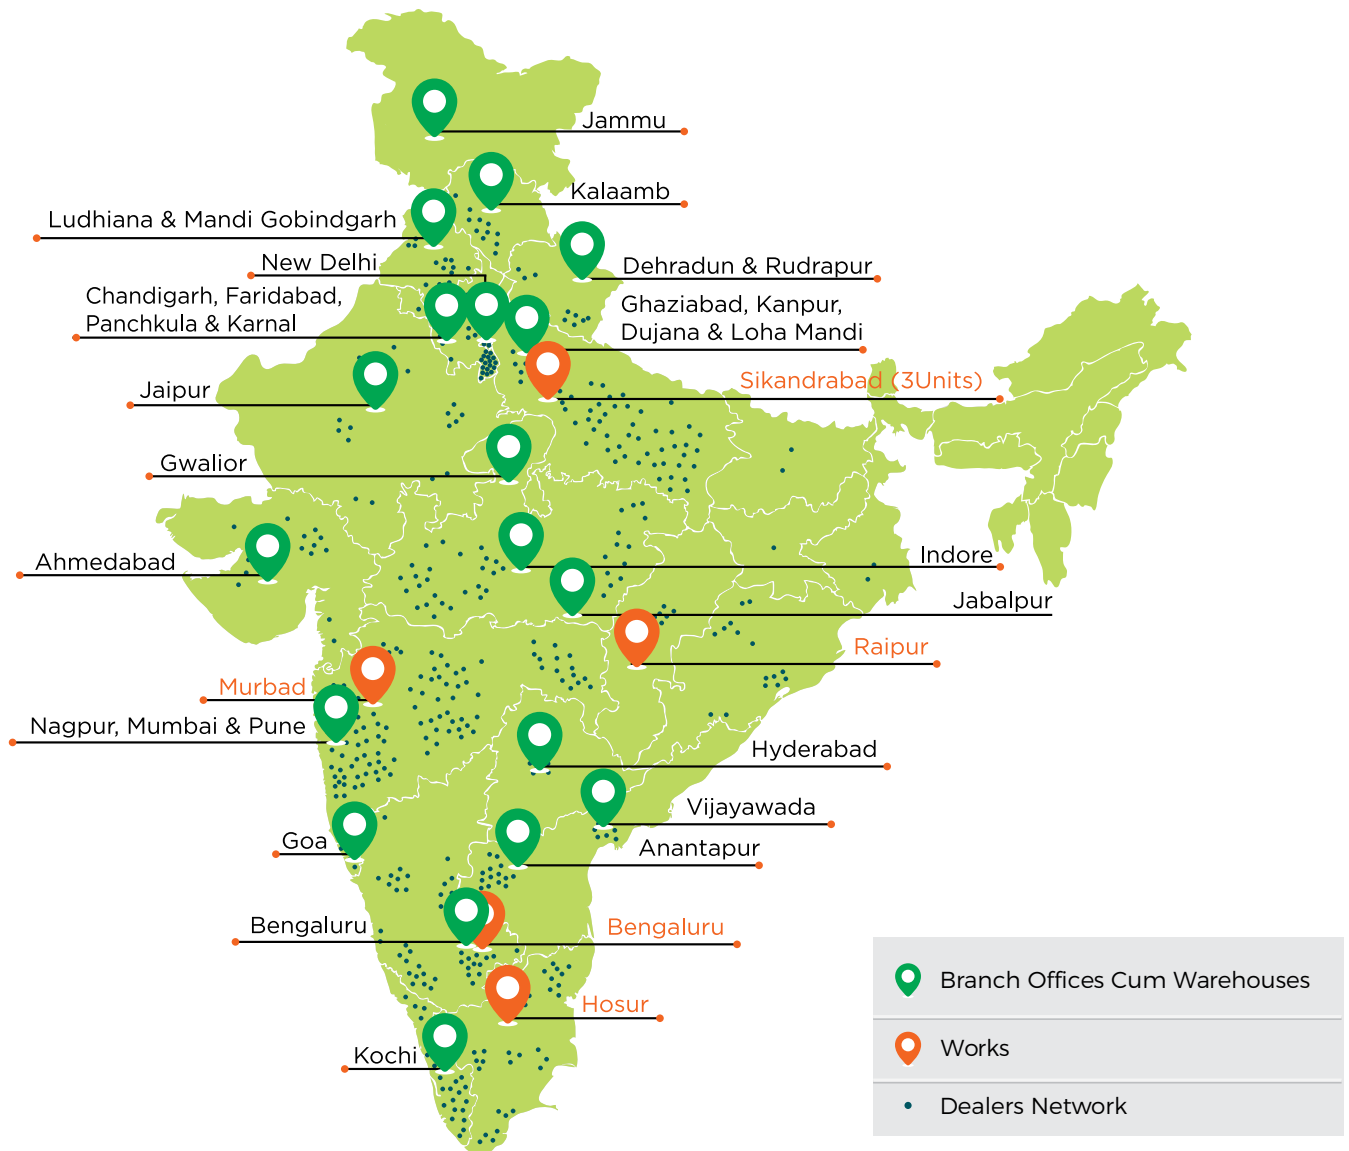 Jammu
Kalaamb
Ludhiana & Mandi Gobindgarh
New Delhi
Dehradun & Rudrapur
Chandigarh, Faridabad,
Panchkula & Karnal
Ghaziabad, Kanpur,
Dujana & Loha Mandi
Sikandrabad (3Units)
Jaipur
Gwalior
Ahmedabad
Indore
Jabalpur
Raipur
Murbad
Nagpur, Mumbai & Pune
Hyderabad
Vijayawada
Goa
Anantapur
Bengaluru
Bengaluru
Hosur
Kochi
Branch Offices Cum Warehouses
Works
Dealers Network